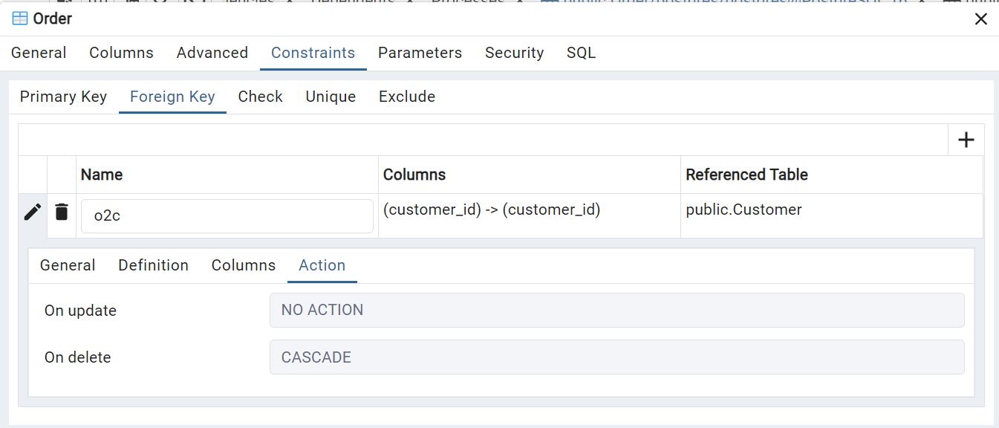 Order
General Columns Advanced Constraints Parameters Security SQL
Primary Key Foreign Key Check Unique Exclude
Name Columns Referenced Table
o2c (customer_id) -> (customer_id) public.Customer
General Definition Columns Action
On update NO ACTION
On delete CASCADE